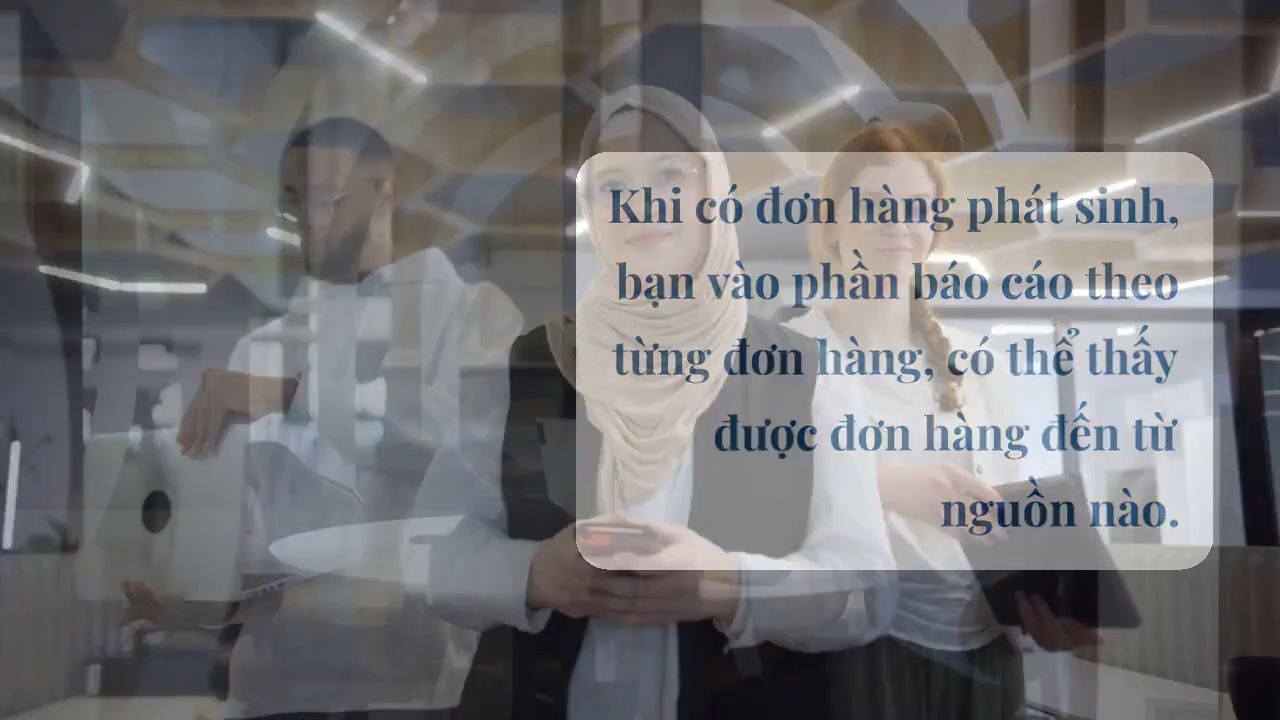 Khi có đơn hàng phát sinh,
bạn vào phần báo cáo theo
từng đơn hàng, có thể thấy
được đơn hàng đến từ
nguồn nào.